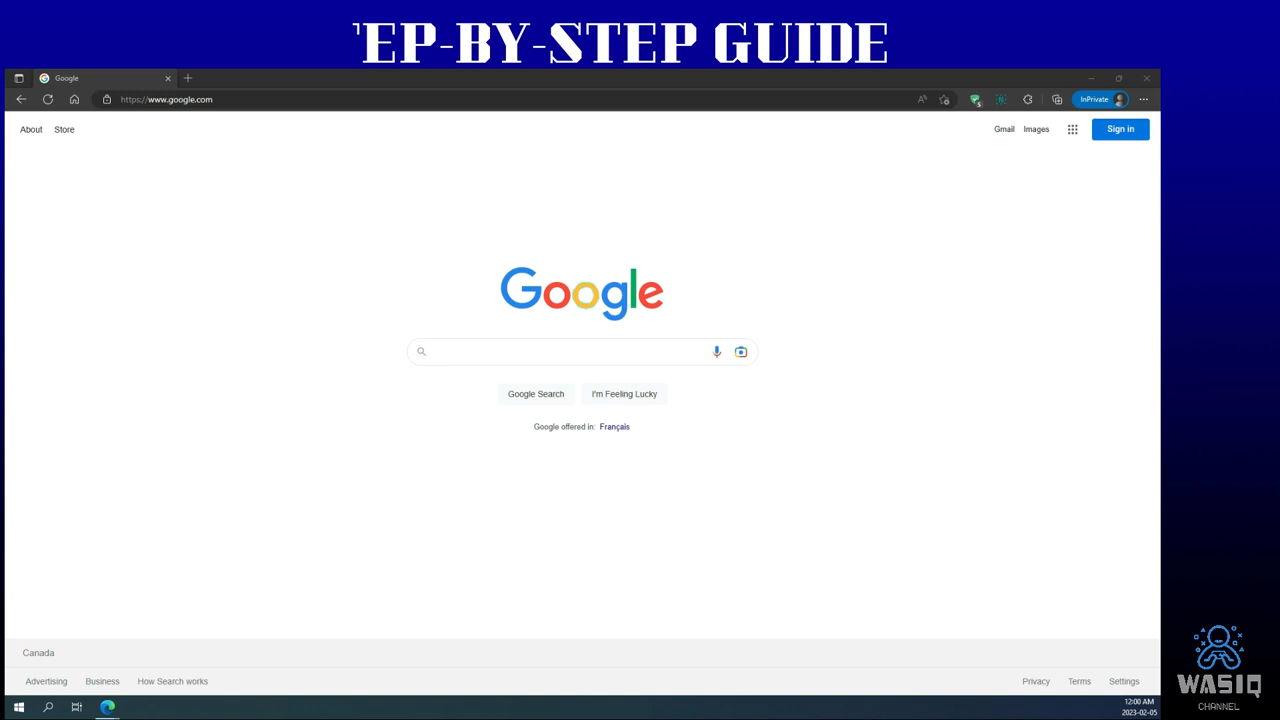 'EP-BY-STEP GUIDE
Google
https://www.google.com
A
5
InPrivate
About Store
Gmail Images Sign in
Google
Google Search I'm Feeling Lucky
Google offered in: Français
Canada
Advertising Business How Search works
Privacy Terms Settings
12:00 AM
2023-02-05
WASIQ
CHANNEL